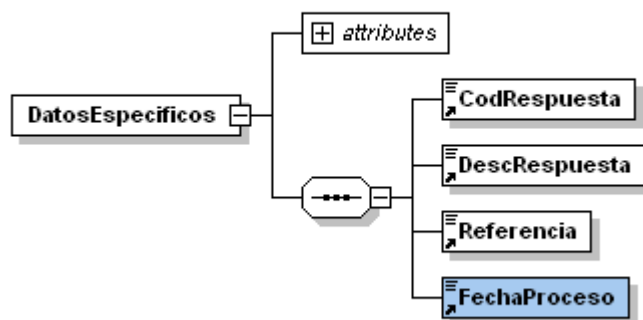 attributes
DatosEspecificos
CodRespuesta
DescRespuesta
Referencia
FechaProceso